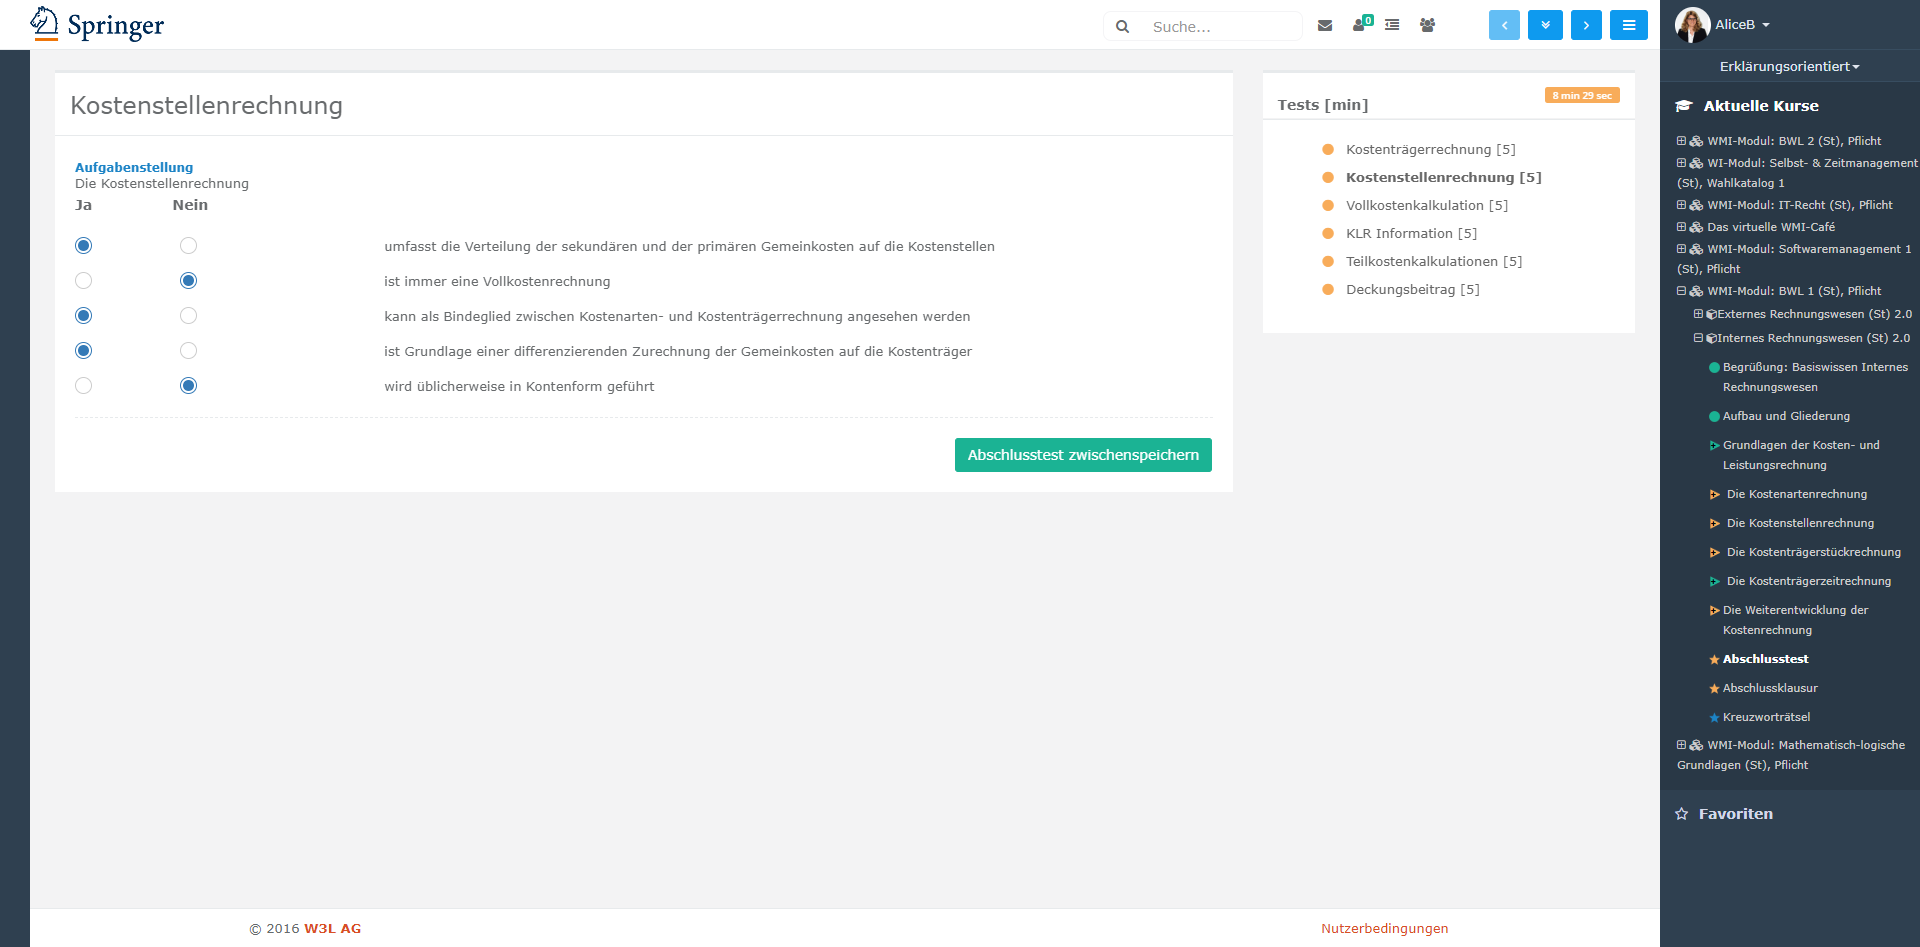 Springer
Suche...
0
AliceB
Erklärungsorientiert
Kostenstellenrechnung
Aufgabenstellung
Die Kostenstellenrechnung
Ja Nein
umfasst die Verteilung der sekundären und der primären Gemeinkosten auf die Kostenstellen
ist immer eine Vollkostenrechnung
kann als Bindeglied zwischen Kostenarten- und Kostenträgerrechnung angesehen werden
ist Grundlage einer differenzierenden Zurechnung der Gemeinkosten auf die Kostenträger
wird üblicherweise in Kontenform geführt
Abschlusstest zwischenspeichern
Tests [min]
8 min 29 sec
Kostenträgerrechnung [5]
Kostenstellenrechnung [5]
Vollkostenkalkulation [5]
KLR Information [5]
Teilkostenkalkulationen [5]
Deckungsbeitrag [5]
Aktuelle Kurse
WMI-Modul: BWL 2 (St), Pflicht
WI-Modul: Selbst- & Zeitmanagement
(St), Wahlkatalog 1
WMI-Modul: IT-Recht (St), Pflicht
Das virtuelle WMI-Café
WMI-Modul: Softwaremanagement 1
(St), Pflicht
WMI-Modul: BWL 1 (St), Pflicht
Externes Rechnungswesen (St) 2.0
Internes Rechnungswesen (St) 2.0
Begrüßung: Basiswissen Internes
Rechnungswesen
Aufbau und Gliederung
Grundlagen der Kosten- und
Leistungsrechnung
Die Kostenartenrechnung
Die Kostenstellenrechnung
Die Kostenträgerstückrechnung
Die Kostenträgerzeitrechnung
Die Weiterentwicklung der
Kostenrechnung
Abschlusstest
Abschlussklausur
Kreuzworträtsel
WMI-Modul: Mathematisch-logische
Grundlagen (St), Pflicht
Favoriten
© 2016 W3L AG
Nutzerbedingungen